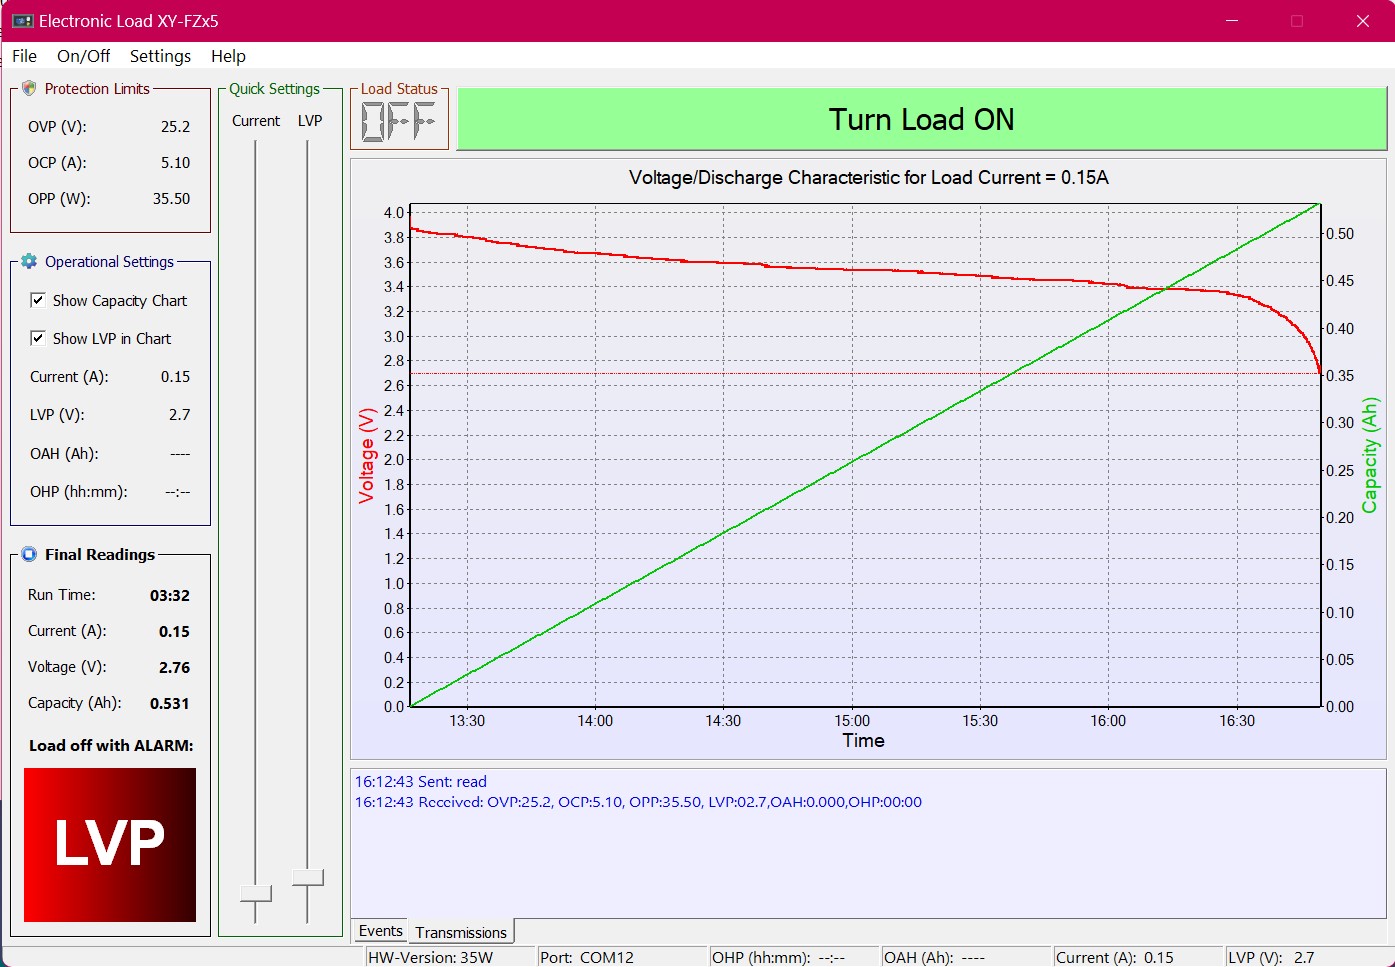 Electronic Load XY-FZx5
File On/Off Settings Help
Protection Limits
OVP (V): 25.2
OCP (A): 5.10
OPP (W): 35.50
Operational Settings
Show Capacity Chart
Show LVP in Chart
Current (A): 0.15
LVP (V): 2.7
OAH (Ah): ----
OHP (hh:mm): --:--
Final Readings
Run Time: 03:32
Current (A): 0.15
Voltage (V): 2.76
Capacity (Ah): 0.531
Load off with ALARM:
LVP
Quick Settings
Current LVP
Load Status
OFF
Turn Load ON
Voltage/Discharge Characteristic for Load Current = 0.15A
Voltage (V)
4.0
3.8
3.6
3.4
3.2
3.0
2.8
2.6
2.4
2.2
2.0
1.8
1.6
1.4
1.2
1.0
0.8
0.6
0.4
0.2
0.0
0.50
0.45
0.40
0.35
0.30
0.25
0.20
0.15
0.10
0.05
0.00
Capacity (Ah)
13:30 14:00 14:30 15:00 15:30 16:00 16:30
Time
16:12:43 Sent: read
16:12:43 Received: OVP:25.2, OCP:5.10, OPP:35.50, LVP:02.7,OAH:0.000,OHP:00:00
Events Transmissions
HW-Version: 35W Port: COM12 OHP (hh:mm): --:-- OAH (Ah): ---- Current (A): 0.15 LVP (V): 2.7